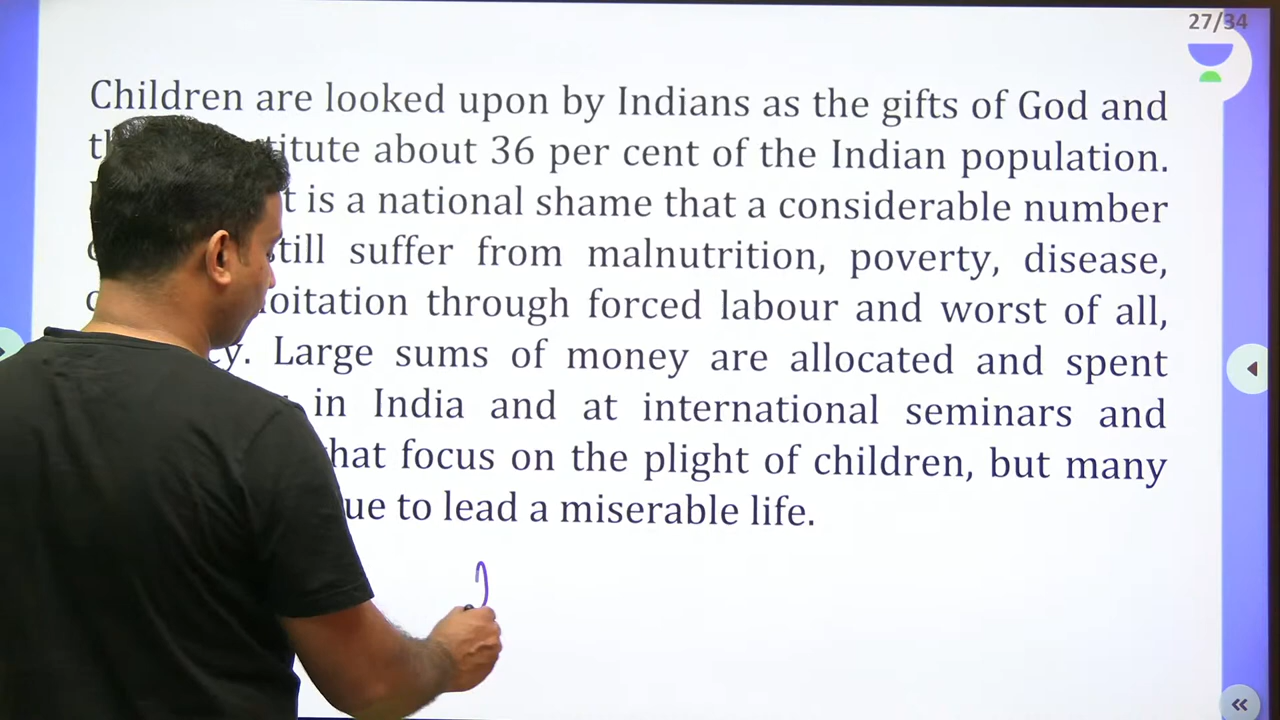 27/34
Children are looked upon by Indians as the gifts of God and
about 36 per cent of the Indian population.
is a national shame that a considerable number
still suffer from malnutrition, poverty, disease,
through forced labour and worst of all,
Large sums of money are allocated and spent
in India and at international seminars and
that focus on the plight of children, but many
to lead a miserable life.